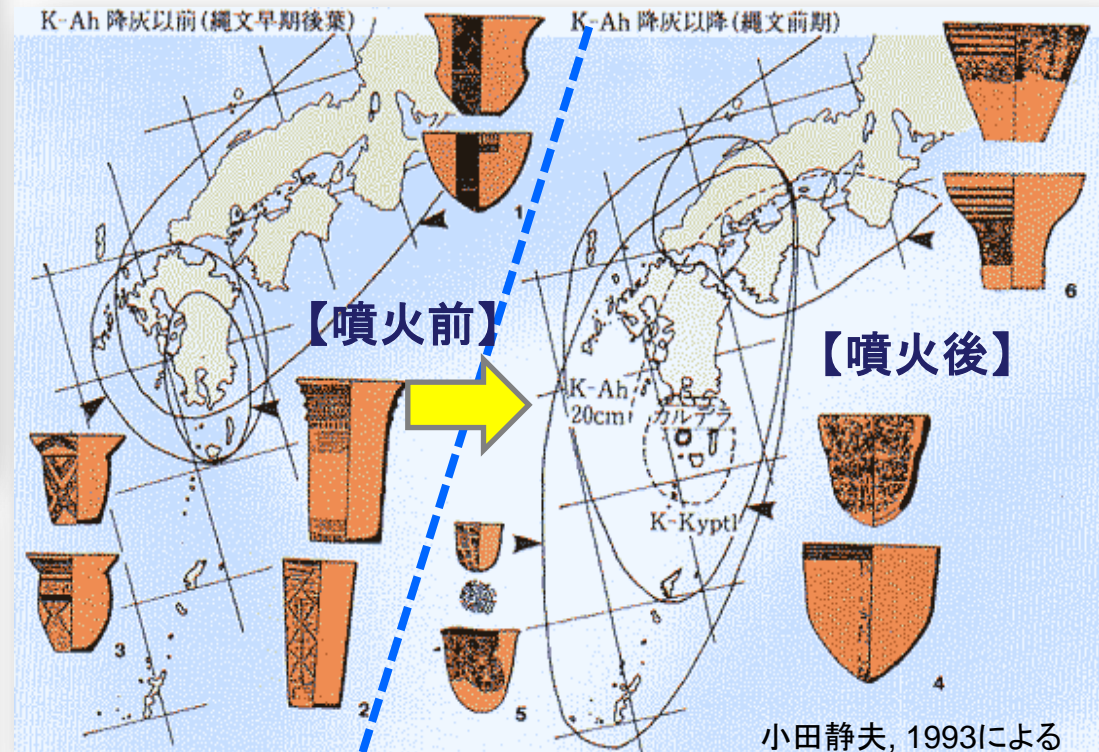 K-Ah 降灰以前(縄文早期後葉)
K-Ah 降灰以降(縄文前期)
1
6
【噴火前】
【噴火後】
K-Ah
20cm
カルデラ
K-Kyptl
3
2
5
4
小田静夫, 1993による